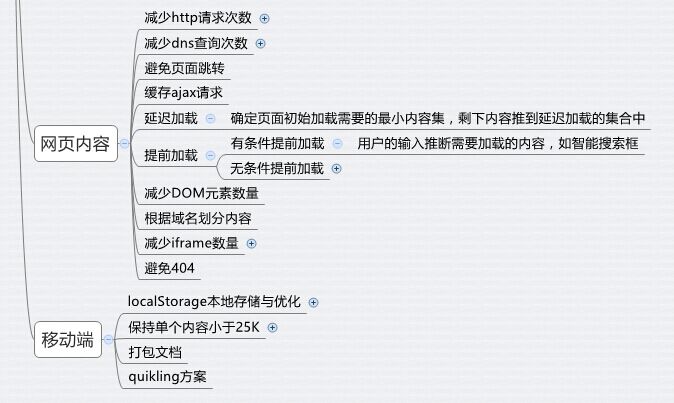 减少http请求次数
减少dns查询次数
避免页面跳转
缓存ajax请求
延迟加载 确定页面初始加载需要的最小内容集，剩下内容推到延迟加载的集合中
网页内容
有条件提前加载 用户的输入推断需要加载的内容，如智能搜索框
提前加载
无条件提前加载
减少DOM元素数量
根据域名划分内容
减少iframe数量
避免404
localStorage本地存储与优化
保持单个内容小于25K
移动端
打包文档
quikling方案